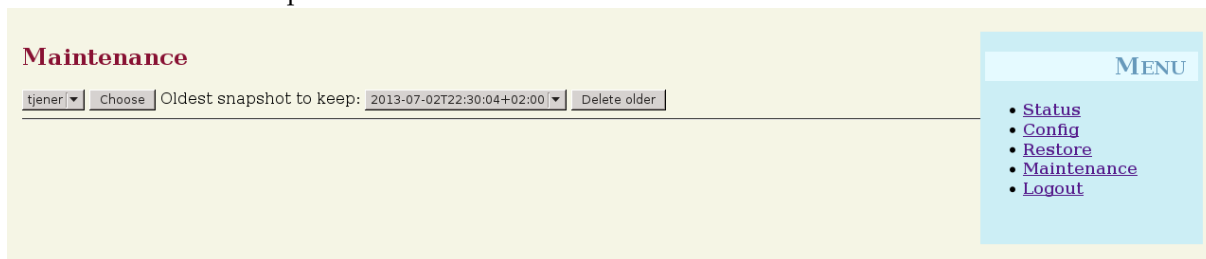 Maintenance
tjener Choose Oldest snapshot to keep: 2013-07-02T22:30:04+02:00 Delete older
MENU
Status
Config
Restore
Maintenance
Logout